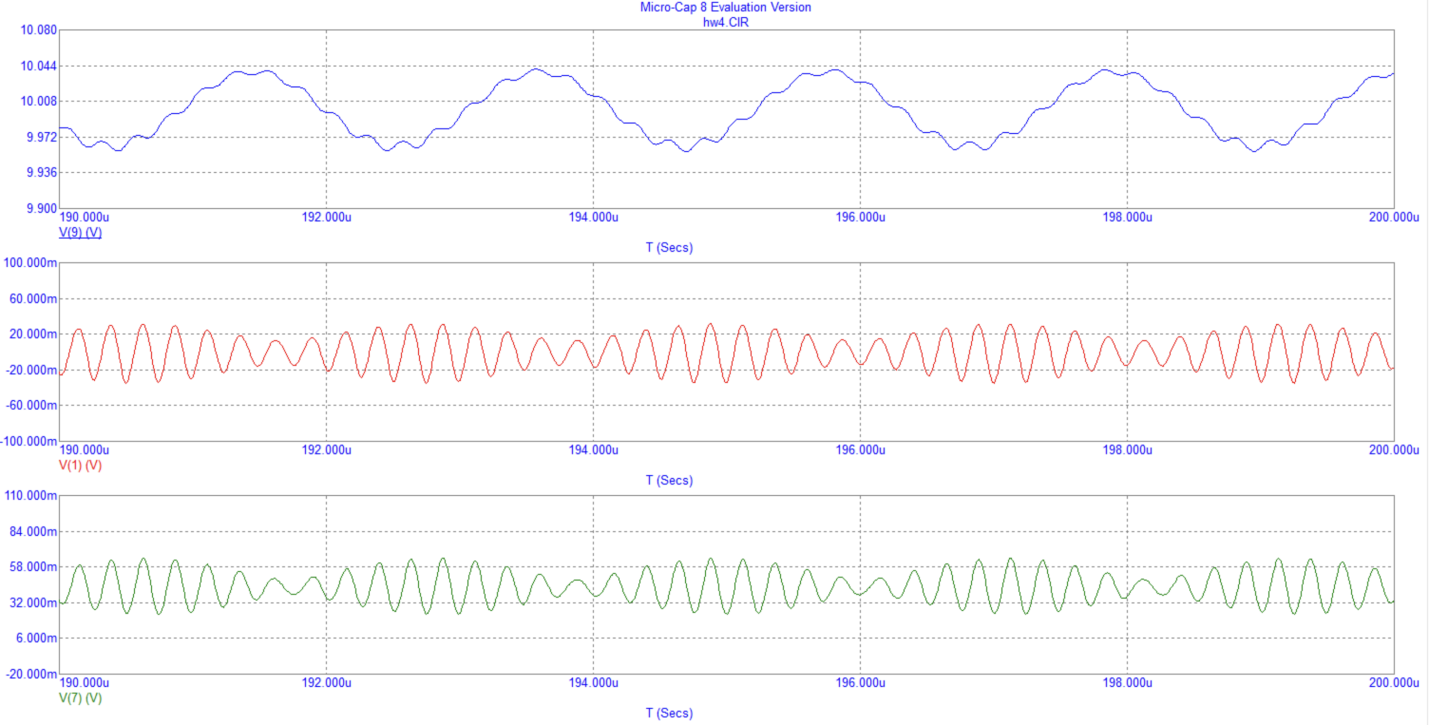 Micro-Cap 8 Evaluation Version
hw4.CIR
10.080
10.044
10.008
9.972
9.936
9.900
190.000u 192.000u 194.000u 196.000u 198.000u 200.000u
V(9) (V)
T (Secs)
100.000m
60.000m
20.000m
-20.000m
-60.000m
-100.000m
190.000u 192.000u 194.000u 196.000u 198.000u 200.000u
V(1) (V)
T (Secs)
110.000m
84.000m
58.000m
32.000m
6.000m
-20.000m
190.000u 192.000u 194.000u 196.000u 198.000u 200.000u
V(7) (V)
T (Secs)